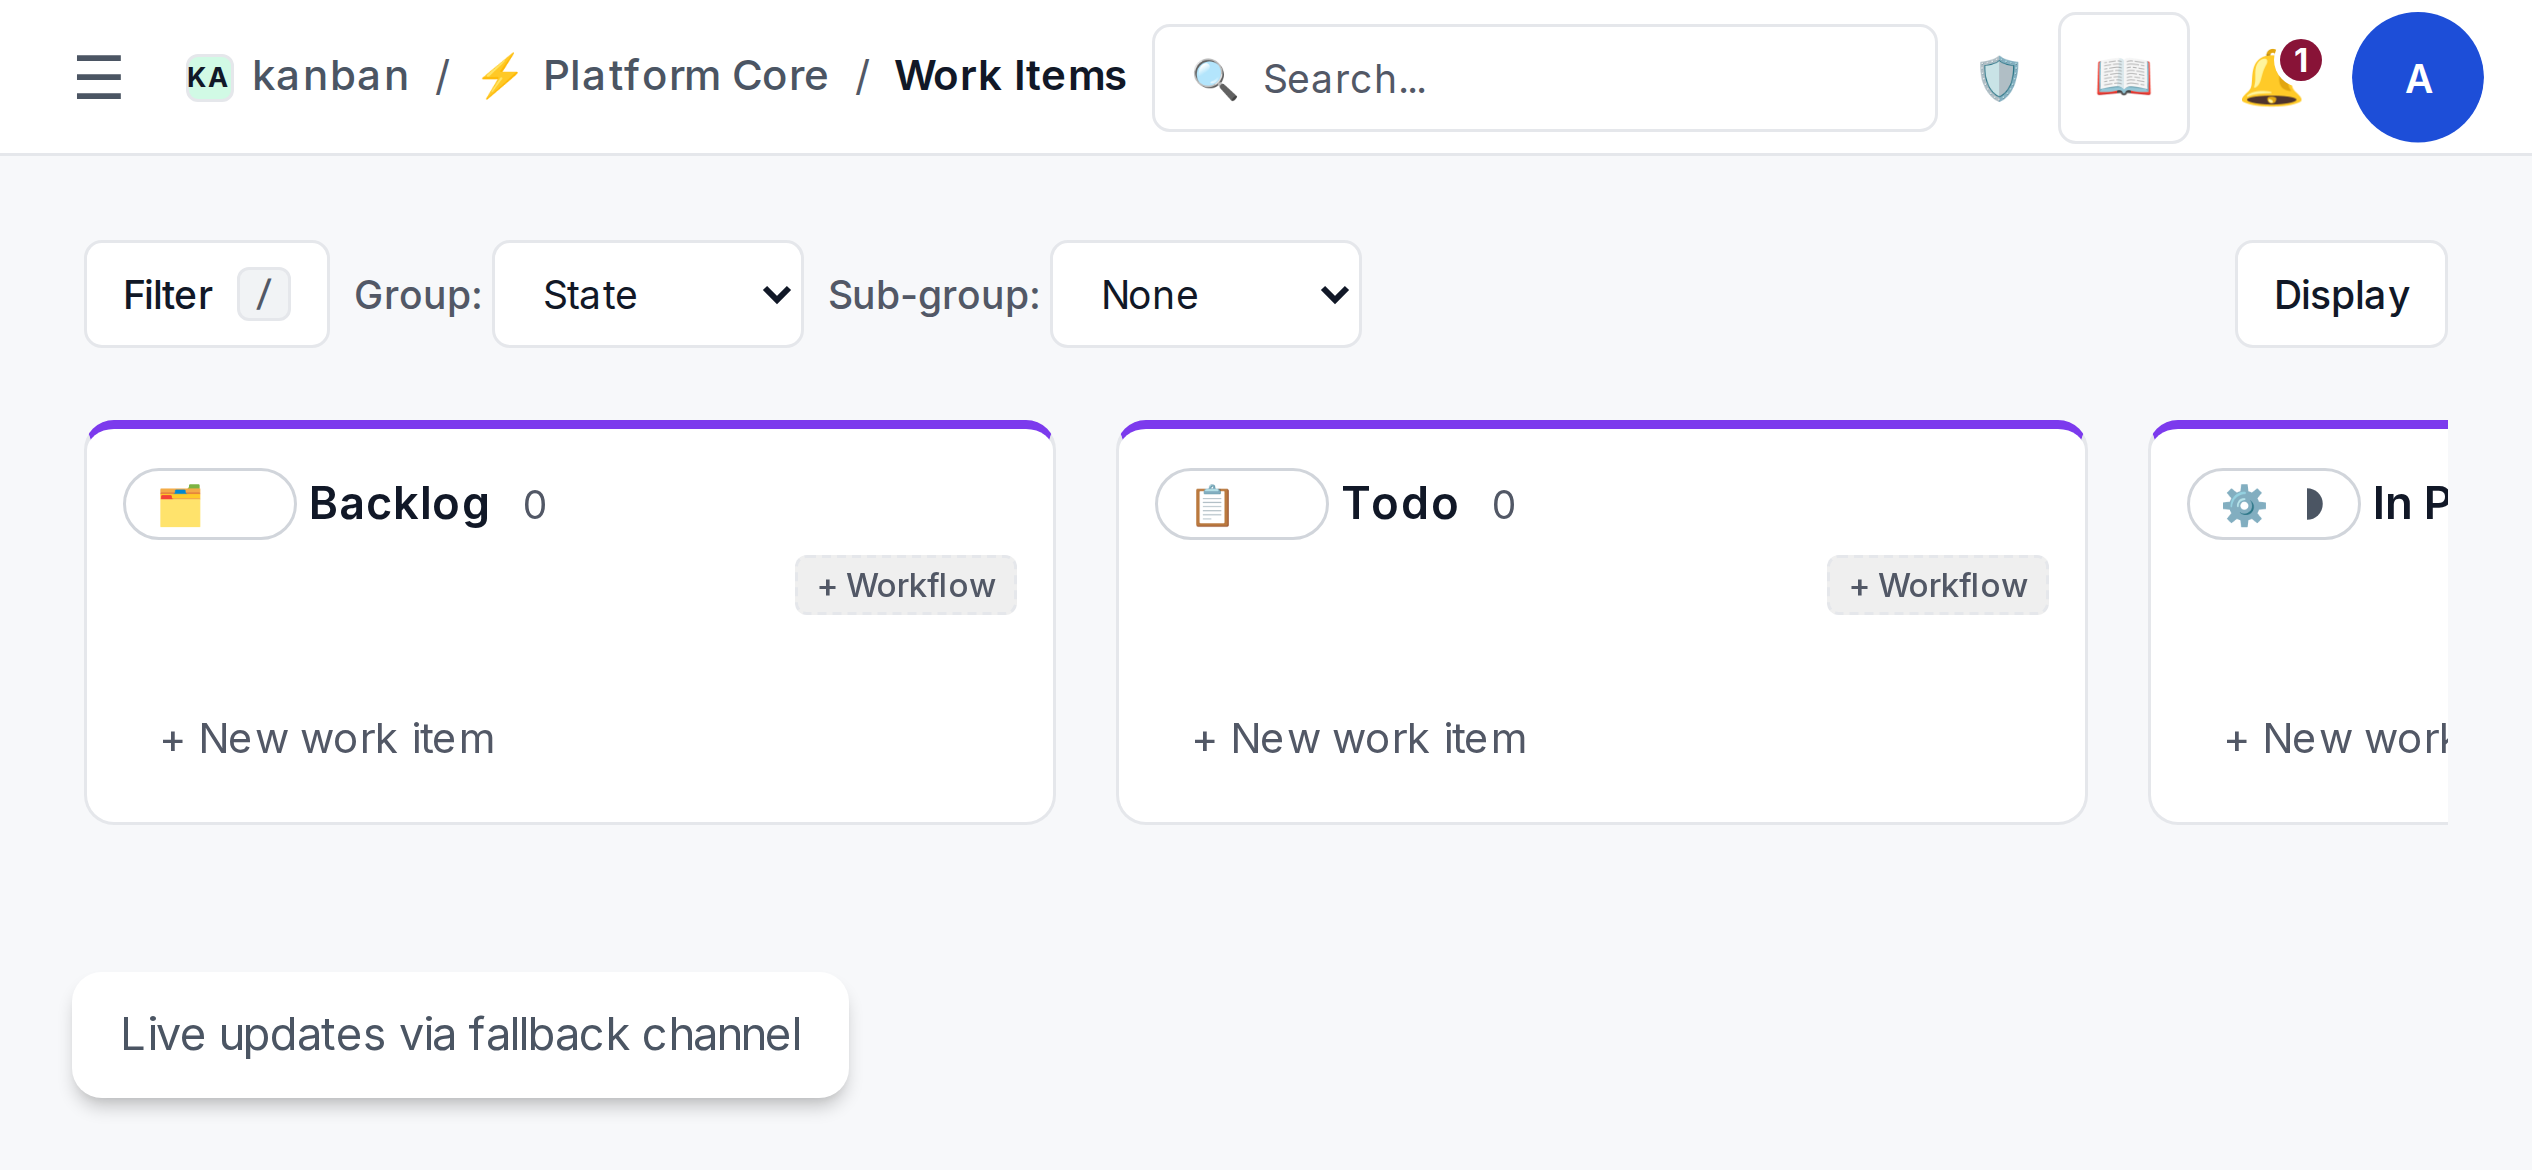 KA kanban / Platform Core / Work Items
Search...
1
A
Filter /
Group: State
Sub-group: None
Display
Backlog 0
+ Workflow
+ New work item
Todo 0
+ Workflow
+ New work item
In P
+ New work
Live updates via fallback channel